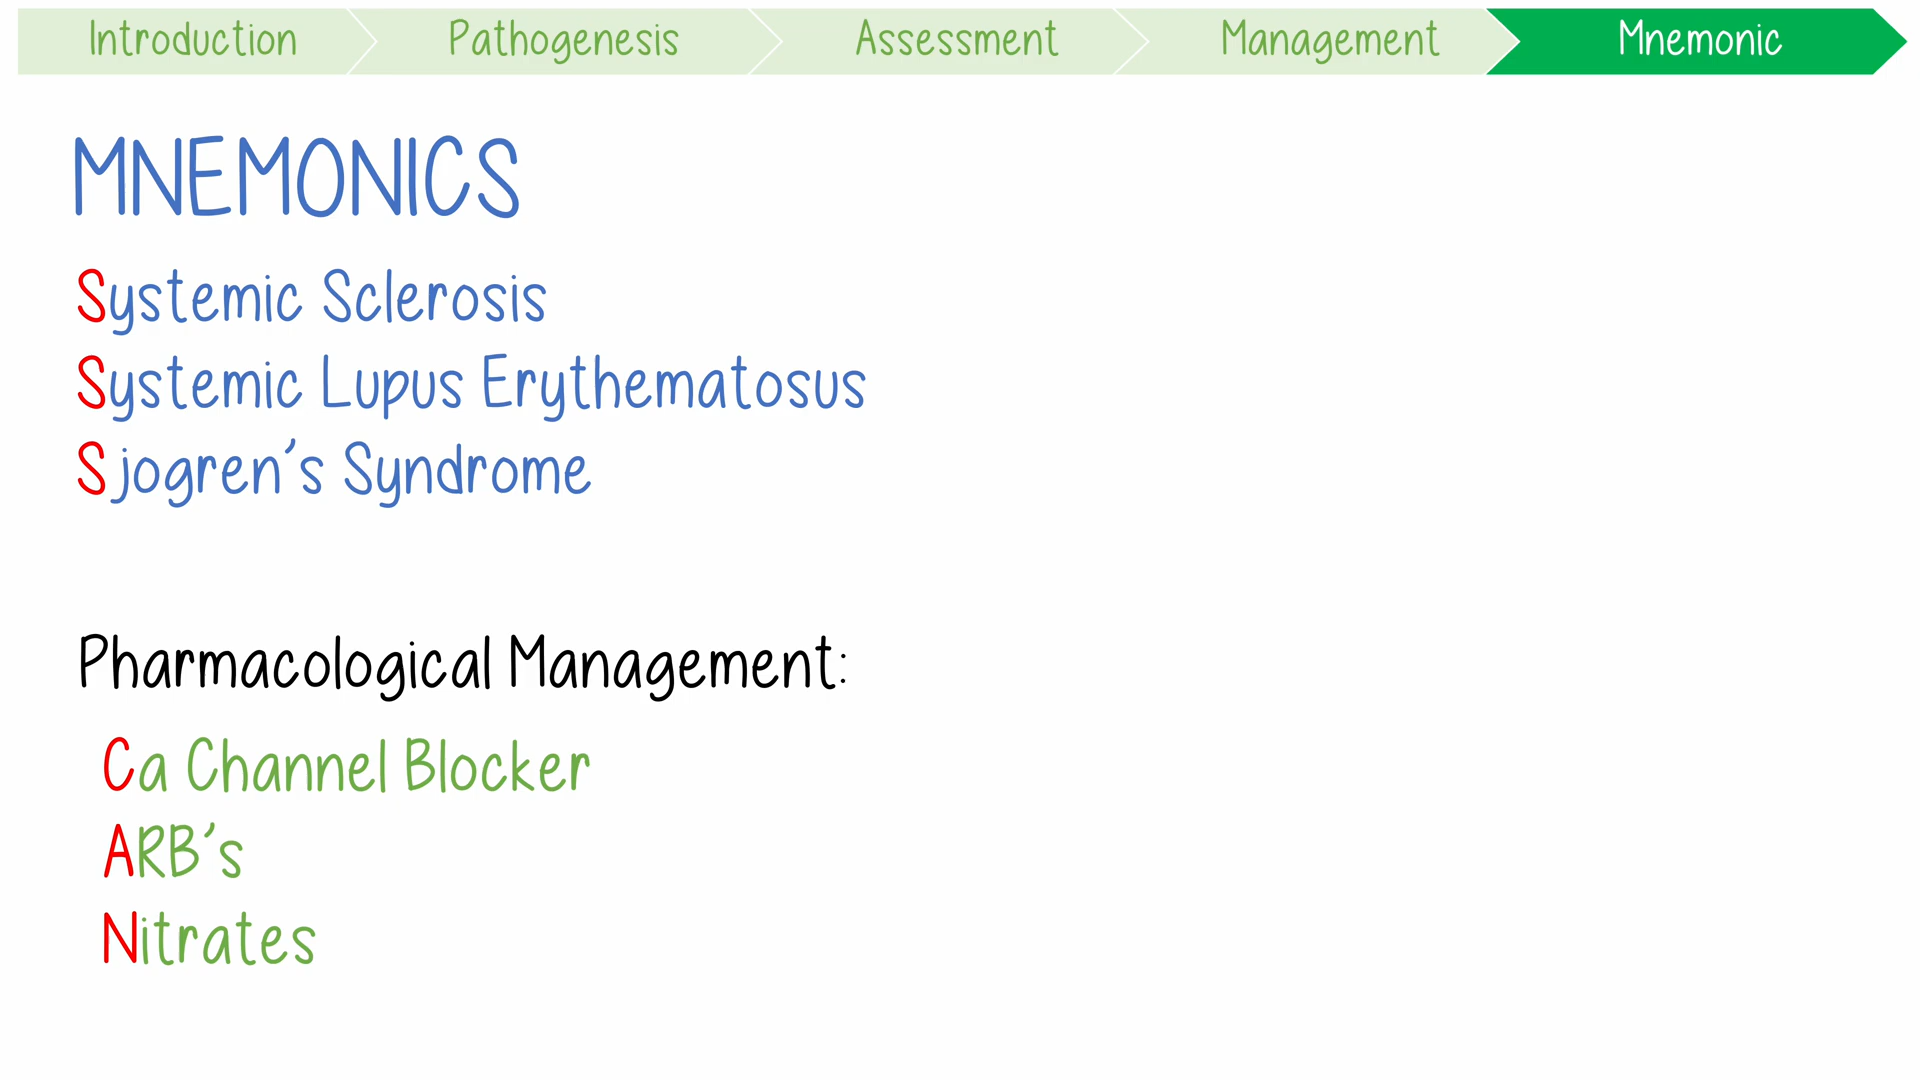 Introduction Pathogenesis Assessment Management Mnemonic
MNEMONICS
Systemic Sclerosis
Systemic Lupus Erythematosus
Sjogren's Syndrome
Pharmacological Management:
Ca Channel Blocker
ARB's
Nitrates